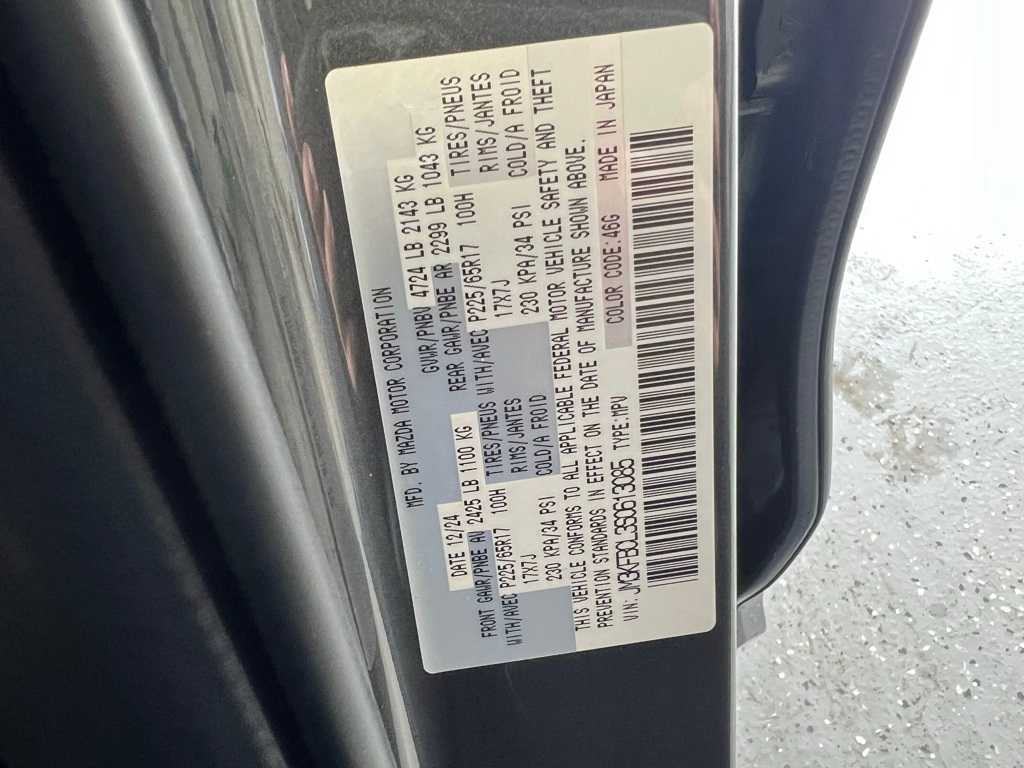 MFD. BY MAZDA MOTOR CORPORATION
DATE 12/24 GVWR/PNBV 4724 LB 2143 KG
FRONT GAWR/PNBE AV 2425 LB 1100 KG REAR GAWR/PNBE AR 2299 LB 1043 KG
WITH/AVEC P225/65R17 100H TIRES/PNEUS WITH/AVEC P225/65R17 100H TIRES/PNEUS
17X7J RIMS/JANTES 17X7J RIMS/JANTES
230 KPA/34 PSI COLD/A FROID 230 KPA/34 PSI COLD/A FROID
THIS VEHICLE CONFORMS TO ALL APPLICABLE FEDERAL MOTOR VEHICLE SAFETY AND THEFT
PREVENTION STANDARDS IN EFFECT ON THE DATE OF MANUFACTURE SHOWN ABOVE.
VIN: JM3KFBCL3S0613085 TYPE:MPV COLOR CODE:46G MADE IN JAPAN